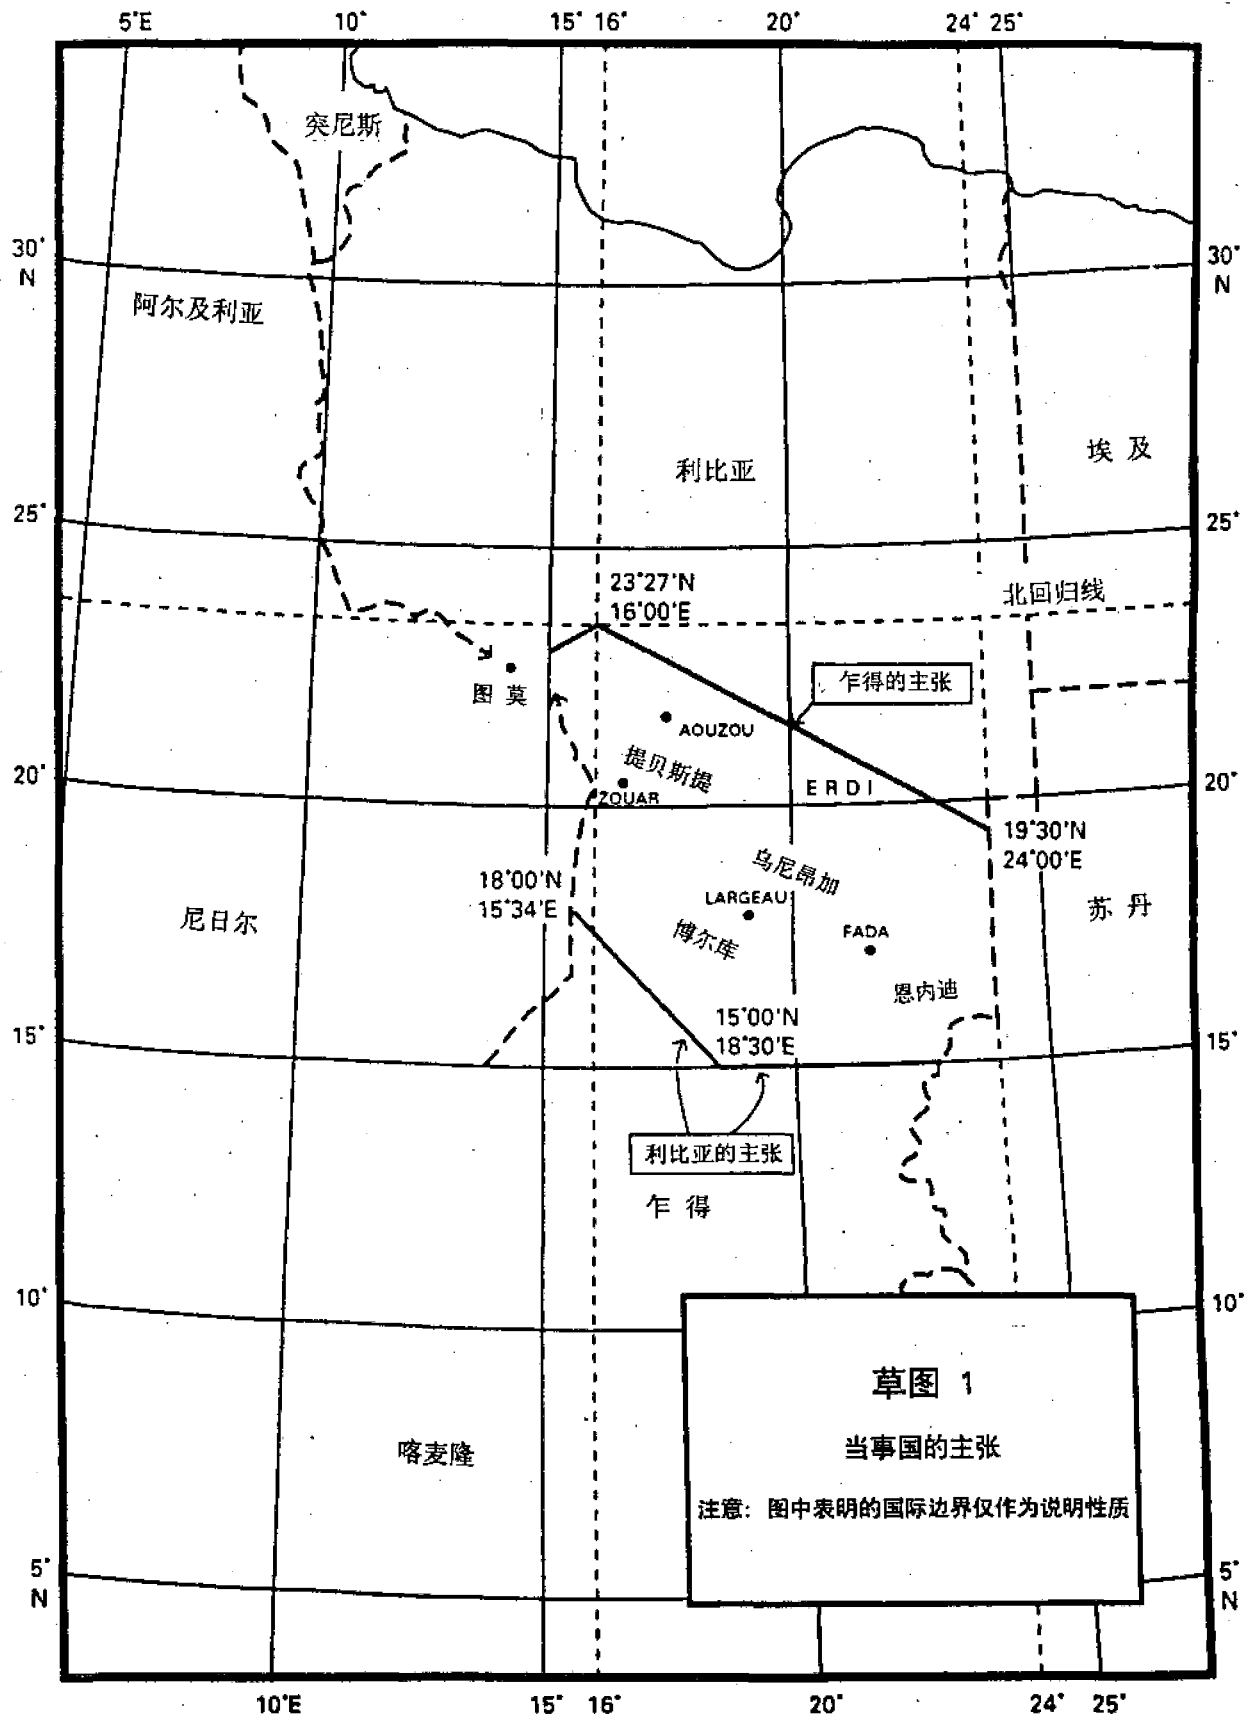 5°E 10° 15° 16° 20° 24° 25°
突尼斯
30° 30°
N N
阿尔及利亚
利比亚
埃及
25° 25°
23°27'N
16°00'E
北回归线
图莫
乍得的主张
AOUZOU
提贝斯提
20° 20°
ZOUAR
ERDI
19°30'N
24°00'E
18°00'N
15°34'E
乌尼昂加
LARGEAU
尼日尔
博尔库
FADA
苏丹
恩内迪
15°00'N
18°30'E
15° 15°
利比亚的主张
乍得
10° 10°
草图 1
当事国的主张
注意：图中表明的国际边界仅作为说明性质
喀麦隆
5° 5°
N N
10°E 15° 16° 20° 24° 25°